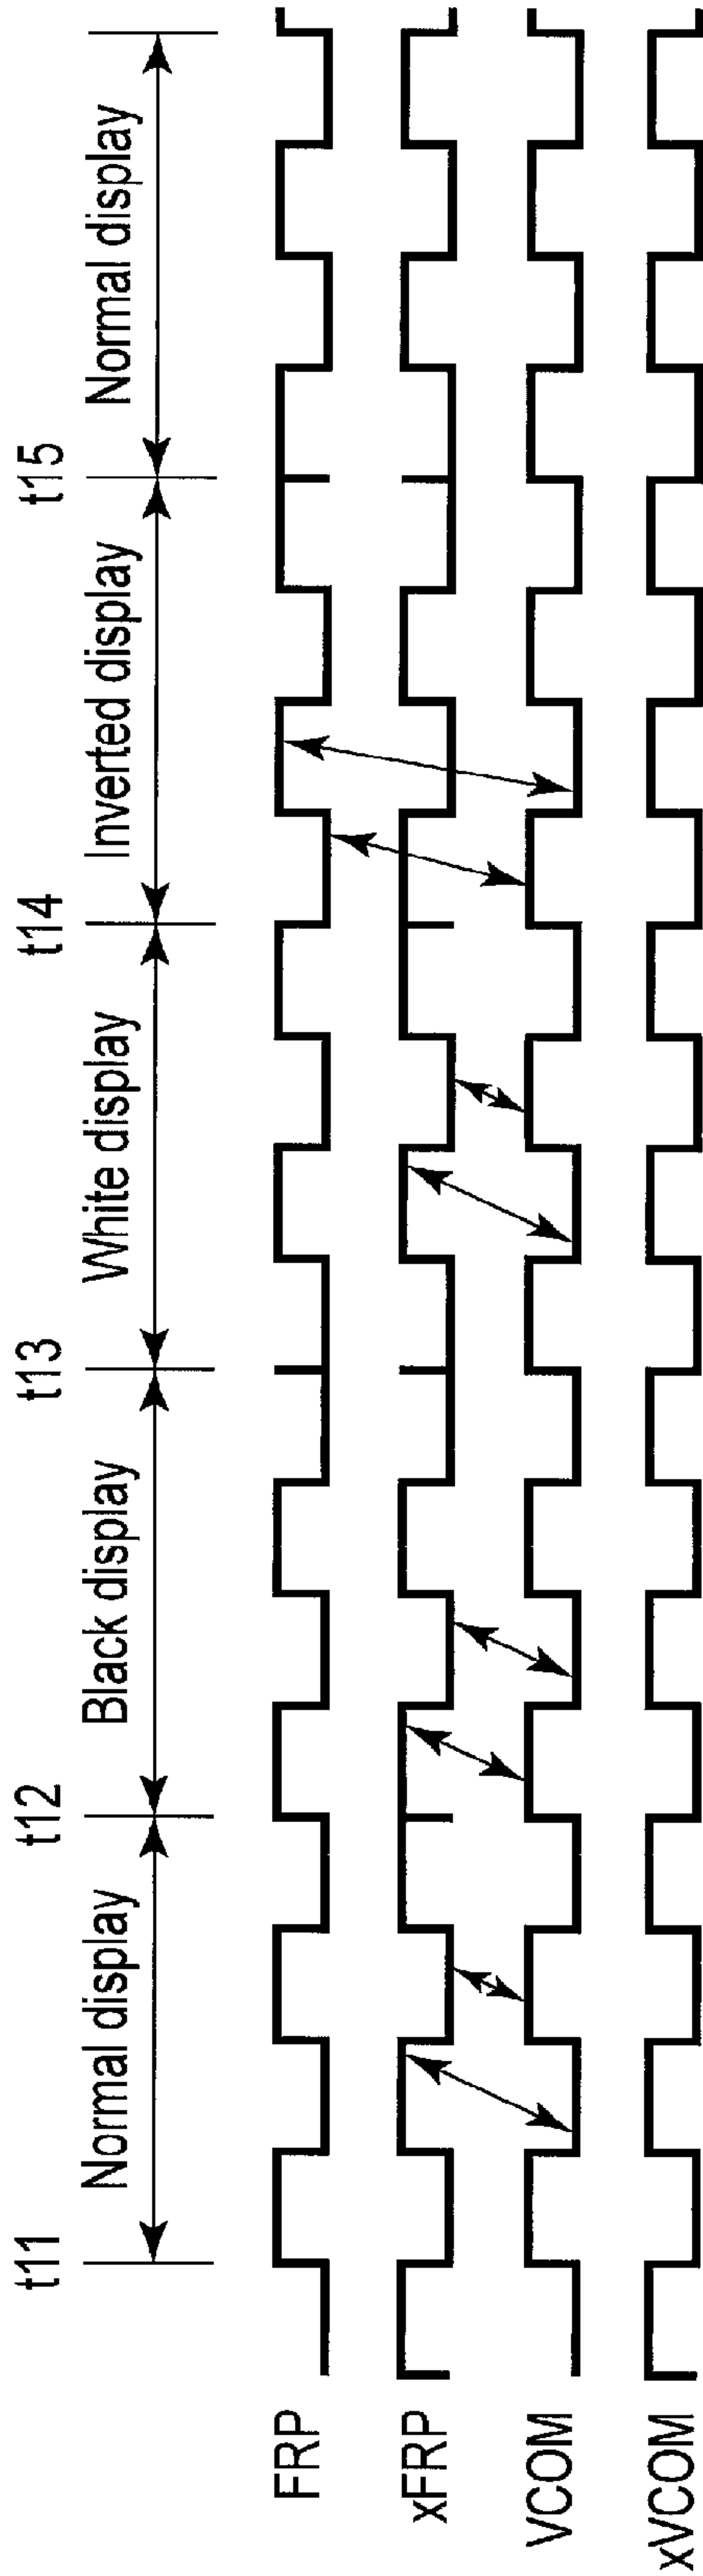 t11
t12
t13
t14
t15
Normal display
Black display
White display
Inverted display
Normal display
FRP
xFRP
VCOM
xVCOM